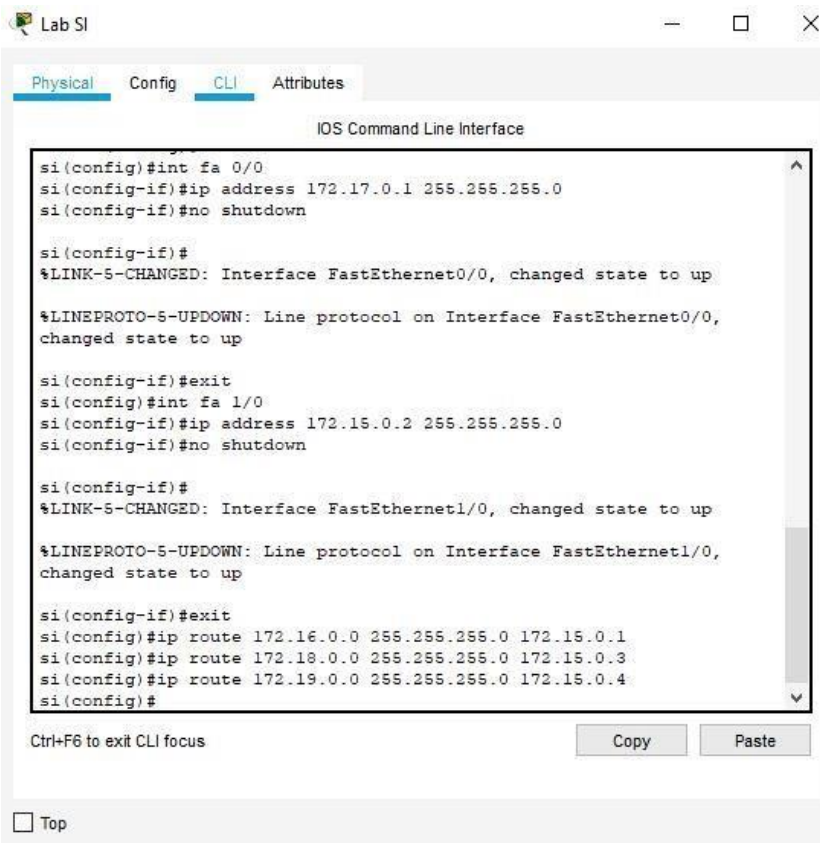 Lab SI
Physical Config CLI Attributes
IOS Command Line Interface
si(config)#int fa 0/0
si(config-if)#ip address 172.17.0.1 255.255.255.0
si(config-if)#no shutdown
si(config-if)#
%LINK-5-CHANGED: Interface FastEthernet0/0, changed state to up
%LINEPROTO-5-UPDOWN: Line protocol on Interface FastEthernet0/0,
changed state to up
si(config-if)#exit
si(config)#int fa 1/0
si(config-if)#ip address 172.15.0.2 255.255.255.0
si(config-if)#no shutdown
si(config-if)#
%LINK-5-CHANGED: Interface FastEthernet1/0, changed state to up
%LINEPROTO-5-UPDOWN: Line protocol on Interface FastEthernet1/0,
changed state to up
si(config-if)#exit
si(config)#ip route 172.16.0.0 255.255.255.0 172.15.0.1
si(config)#ip route 172.18.0.0 255.255.255.0 172.15.0.3
si(config)#ip route 172.19.0.0 255.255.255.0 172.15.0.4
si(config)#
Ctrl+F6 to exit CLI focus Copy Paste
Top